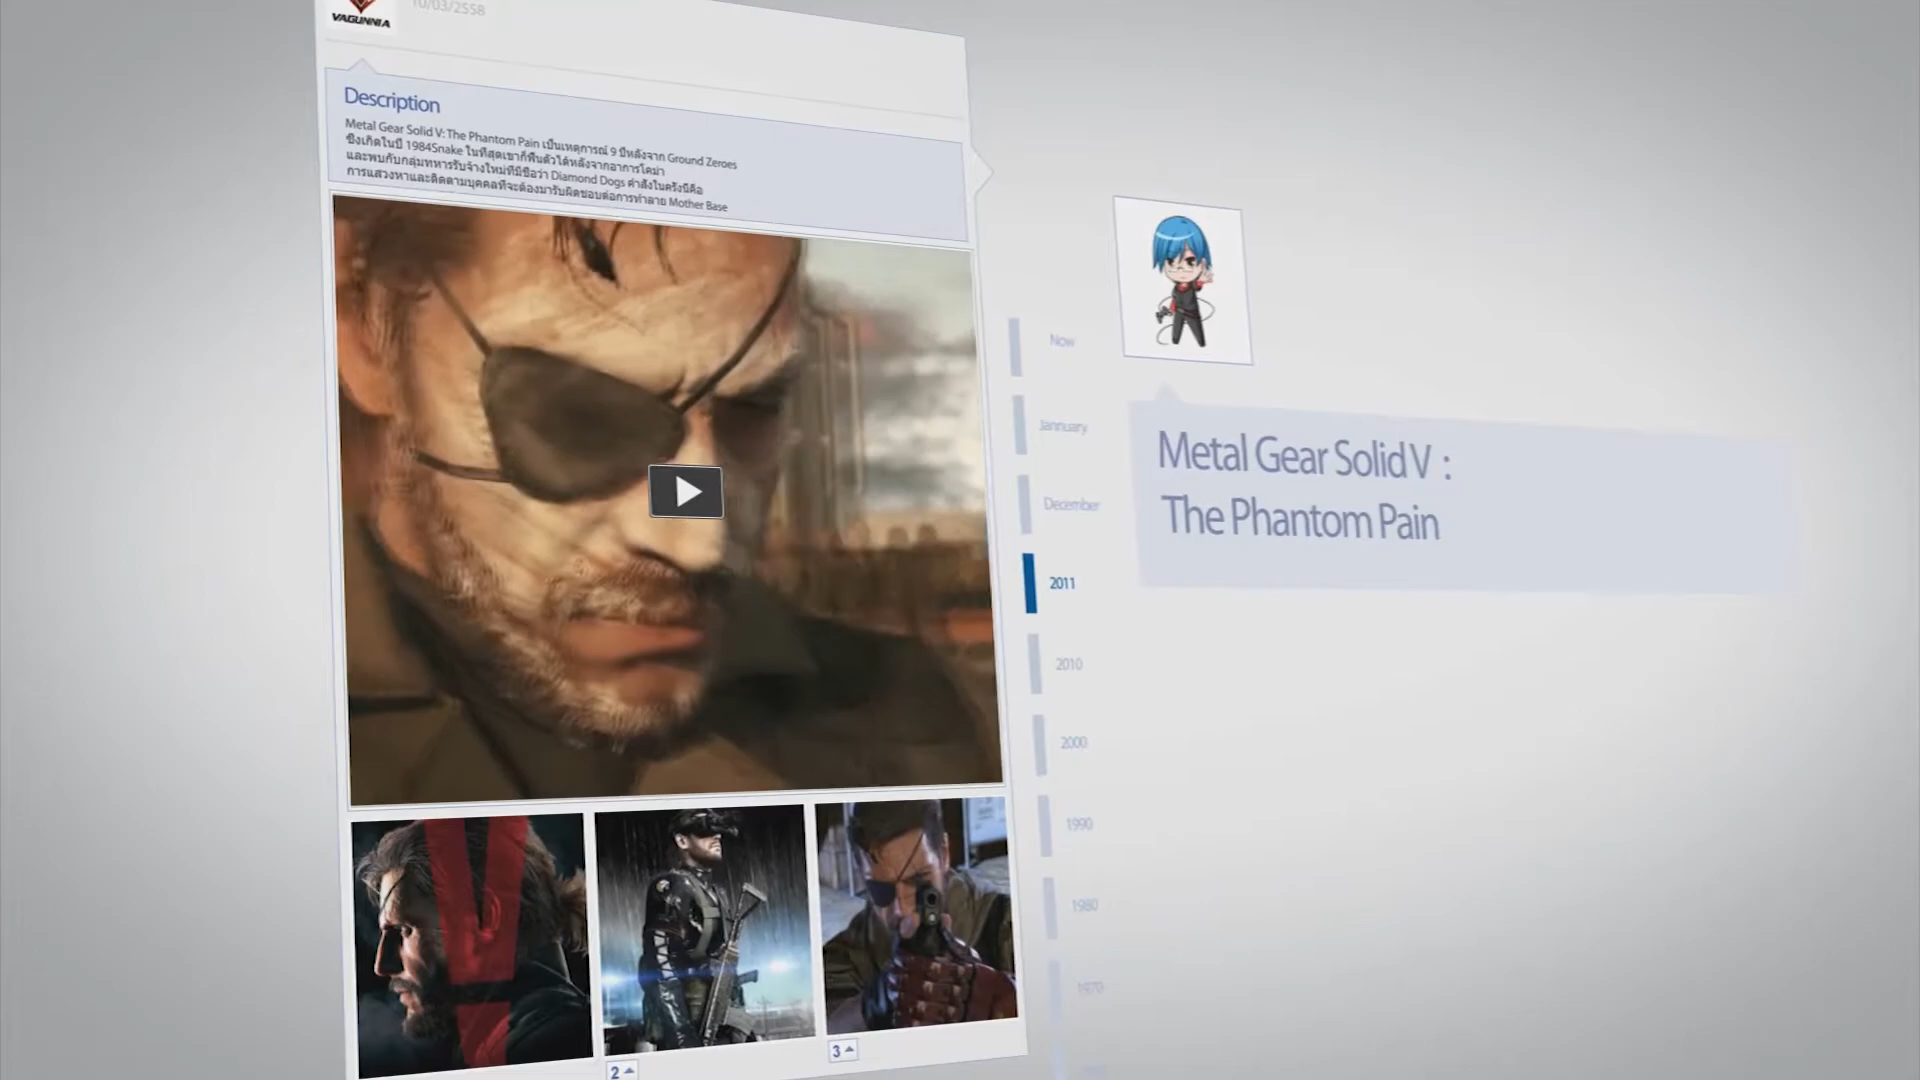 VAGUNNIA
10/03/2558
Description
Metal Gear Solid V: The Phantom Pain เป็นเหตุการณ์ 9 ปีหลังจาก Ground Zeroes
ซึ่งเกิดในปี 1984Snake ในที่สุดเขาก็ฟื้นตัวได้หลังจากอาการโคม่า
และพบกับกลุ่มทหารรับจ้างใหม่ที่มีชื่อว่า Diamond Dogs คำสั่งในครั้งนี้คือ
การแสวงหาและติดตามบุคคลที่จะต้องมารับผิดชอบต่อการทำลาย Mother Base
Now
Jannuary
December
2011
2010
2000
1990
1980
1970
Metal Gear Solid V :
The Phantom Pain
V
2
3